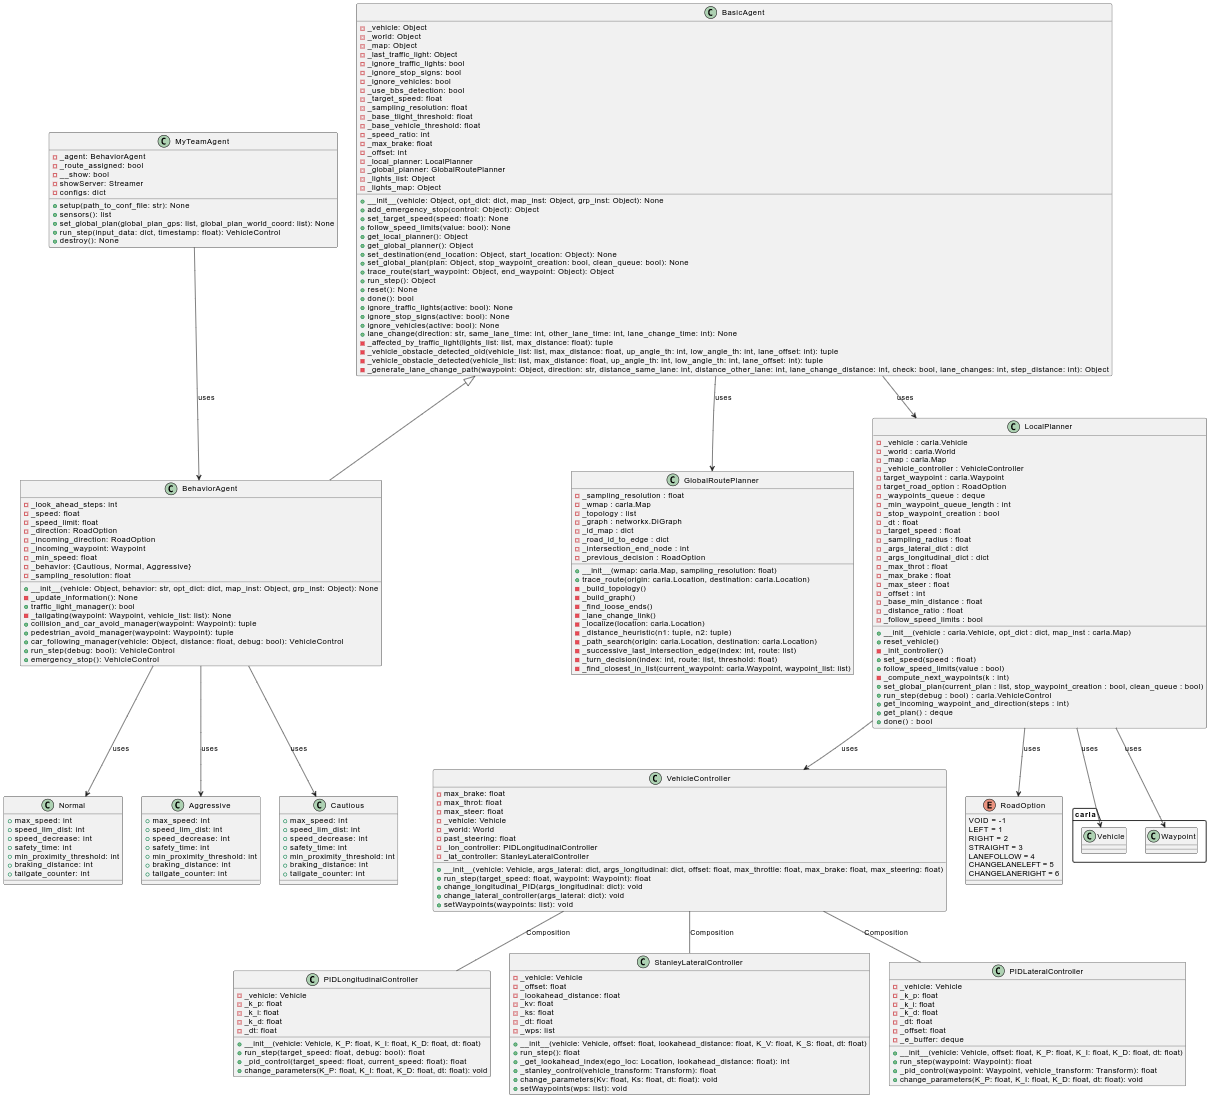 BasicAgent
_vehicle: Object
_world: Object
_map: Object
_last_traffic_light: Object
_ignore_traffic_lights: bool
_ignore_stop_signs: bool
_ignore_vehicles: bool
_use_bbs_detection: bool
_target_speed: float
_sampling_resolution: float
_base_tlight_threshold: float
_base_vehicle_threshold: float
_speed_ratio: int
_max_brake: float
_offset: int
_local_planner: LocalPlanner
_global_planner: GlobalRoutePlanner
_lights_list: Object
_lights_map: Object
__init__(vehicle: Object, opt_dict: dict, map_inst: Object, grp_inst: Object): None
add_emergency_stop(control: Object): Object
set_target_speed(speed: float): None
follow_speed_limits(value: bool): None
get_local_planner(): Object
get_global_planner(): Object
set_destination(end_location: Object, start_location: Object): None
set_global_plan(plan: Object, stop_waypoint_creation: bool, clean_queue: bool): None
trace_route(start_waypoint: Object, end_waypoint: Object): Object
run_step(): Object
reset(): None
done(): bool
ignore_traffic_lights(active: bool): None
ignore_stop_signs(active: bool): None
ignore_vehicles(active: bool): None
lane_change(direction: str, same_lane_time: int, other_lane_time: int, lane_change_time: int): None
_affected_by_traffic_light(lights_list: list, max_distance: float): tuple
_vehicle_obstacle_detected_old(vehicle_list: list, max_distance: float, up_angle_th: int, low_angle_th: int, lane_offset: int): tuple
_vehicle_obstacle_detected(vehicle_list: list, max_distance: float, up_angle_th: int, low_angle_th: int, lane_offset: int): tuple
_generate_lane_change_path(waypoint: Object, direction: str, distance_same_lane: int, distance_other_lane: int, lane_change_distance: int, check: bool, lane_changes: int, step_distance: int): Object
MyTeamAgent
_agent: BehaviorAgent
_route_assigned: bool
__show: bool
showServer: Streamer
configs: dict
setup(path_to_conf_file: str): None
sensors(): list
set_global_plan(global_plan_gps: list, global_plan_world_coord: list): None
run_step(input_data: dict, timestamp: float): VehicleControl
destroy(): None
uses
uses
uses
BehaviorAgent
_look_ahead_steps: int
_speed: float
_speed_limit: float
_direction: RoadOption
_incoming_direction: RoadOption
_incoming_waypoint: Waypoint
_min_speed: float
_behavior: {Cautious, Normal, Aggressive}
_sampling_resolution: float
__init__(vehicle: Object, behavior: str, opt_dict: dict, map_inst: Object, grp_inst: Object): None
_update_information(): None
traffic_light_manager(): bool
_tailgating(waypoint: Waypoint, vehicle_list: list): None
collision_and_car_avoid_manager(waypoint: Waypoint): tuple
pedestrian_avoid_manager(waypoint: Waypoint): tuple
car_following_manager(vehicle: Object, distance: float, debug: bool): VehicleControl
run_step(debug: bool): VehicleControl
emergency_stop(): VehicleControl
GlobalRoutePlanner
_sampling_resolution : float
_wmap : carla.Map
_topology : list
_graph : networkx.DiGraph
_id_map : dict
_road_id_to_edge : dict
_intersection_end_node : int
_previous_decision : RoadOption
__init__(wmap: carla.Map, sampling_resolution: float)
trace_route(origin: carla.Location, destination: carla.Location)
_build_topology()
_build_graph()
_find_loose_ends()
_lane_change_link()
_localize(location: carla.Location)
_distance_heuristic(n1: tuple, n2: tuple)
_path_search(origin: carla.Location, destination: carla.Location)
_successive_last_intersection_edge(index: int, route: list)
_turn_decision(index: int, route: list, threshold: float)
_find_closest_in_list(current_waypoint: carla.Waypoint, waypoint_list: list)
LocalPlanner
_vehicle : carla.Vehicle
_world : carla.World
_map : carla.Map
_vehicle_controller : VehicleController
target_waypoint : carla.Waypoint
target_road_option : RoadOption
_waypoints_queue : deque
_min_waypoint_queue_length : int
_stop_waypoint_creation : bool
_dt : float
_target_speed : float
_sampling_radius : float
_args_lateral_dict : dict
_args_longitudinal_dict : dict
_max_throt : float
_max_brake : float
_max_steer : float
_offset : int
_base_min_distance : float
_distance_ratio : float
_follow_speed_limits : bool
__init__(vehicle : carla.Vehicle, opt_dict : dict, map_inst : carla.Map)
reset_vehicle()
_init_controller()
set_speed(speed : float)
follow_speed_limits(value : bool)
_compute_next_waypoints(k : int)
set_global_plan(current_plan : list, stop_waypoint_creation : bool, clean_queue : bool)
run_step(debug : bool) : carla.VehicleControl
get_incoming_waypoint_and_direction(steps : int)
get_plan() : deque
done() : bool
uses
uses
uses
uses
uses
uses
uses
Normal
max_speed: int
speed_lim_dist: int
speed_decrease: int
safety_time: int
min_proximity_threshold: int
braking_distance: int
tailgate_counter: int
Aggressive
max_speed: int
speed_lim_dist: int
speed_decrease: int
safety_time: int
min_proximity_threshold: int
braking_distance: int
tailgate_counter: int
Cautious
max_speed: int
speed_lim_dist: int
speed_decrease: int
safety_time: int
min_proximity_threshold: int
braking_distance: int
tailgate_counter: int
VehicleController
max_brake: float
max_throt: float
max_steer: float
_vehicle: Vehicle
_world: World
past_steering: float
_lon_controller: PIDLongitudinalController
_lat_controller: StanleyLateralController
__init__(vehicle: Vehicle, args_lateral: dict, args_longitudinal: dict, offset: float, max_throttle: float, max_brake: float, max_steering: float)
run_step(target_speed: float, waypoint: Waypoint): float
change_longitudinal_PID(args_longitudinal: dict): void
change_lateral_controller(args_lateral: dict): void
setWaypoints(waypoints: list): void
RoadOption
VOID = -1
LEFT = 1
RIGHT = 2
STRAIGHT = 3
LANEFOLLOW = 4
CHANGELANELEFT = 5
CHANGELANERIGHT = 6
carla
Vehicle
Waypoint
Composition
Composition
Composition
PIDLongitudinalController
_vehicle: Vehicle
_k_p: float
_k_i: float
_k_d: float
_dt: float
__init__(vehicle: Vehicle, K_P: float, K_I: float, K_D: float, dt: float)
run_step(target_speed: float, debug: bool): float
_pid_control(target_speed: float, current_speed: float): float
change_parameters(K_P: float, K_I: float, K_D: float, dt: float): void
StanleyLateralController
_vehicle: Vehicle
_offset: float
_lookahead_distance: float
_kv: float
_ks: float
_dt: float
_wps: list
__init__(vehicle: Vehicle, offset: float, lookahead_distance: float, K_V: float, K_S: float, dt: float)
run_step(): float
_get_lookahead_index(ego_loc: Location, lookahead_distance: float): int
_stanley_control(vehicle_transform: Transform): float
change_parameters(Kv: float, Ks: float, dt: float): void
setWaypoints(wps: list): void
PIDLateralController
_vehicle: Vehicle
_k_p: float
_k_i: float
_k_d: float
_dt: float
_offset: float
_e_buffer: deque
__init__(vehicle: Vehicle, offset: float, K_P: float, K_I: float, K_D: float, dt: float)
run_step(waypoint: Waypoint): float
_pid_control(waypoint: Waypoint, vehicle_transform: Transform): float
change_parameters(K_P: float, K_I: float, K_D: float, dt: float): void